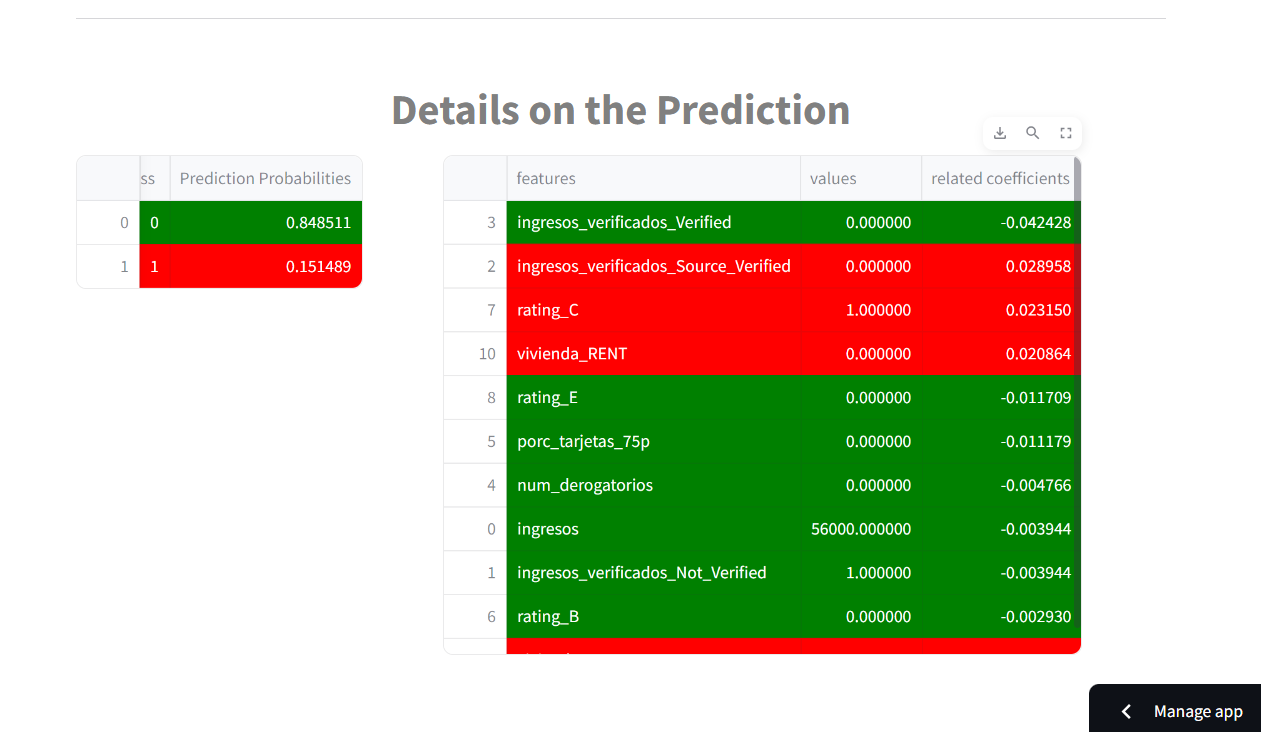 Details on the Prediction
ss Prediction Probabilities
0 0 0.848511
1 1 0.151489
features values related coefficients
3 ingresos_verificados_Verified 0.000000 -0.042428
2 ingresos_verificados_Source_Verified 0.000000 0.028958
7 rating_C 1.000000 0.023150
10 vivienda_RENT 0.000000 0.020864
8 rating_E 0.000000 -0.011709
5 porc_tarjetas_75p 0.000000 -0.011179
4 num_derogatorios 0.000000 -0.004766
0 ingresos 56000.000000 -0.003944
1 ingresos_verificados_Not_Verified 1.000000 -0.003944
6 rating_B 0.000000 -0.002930
Manage app